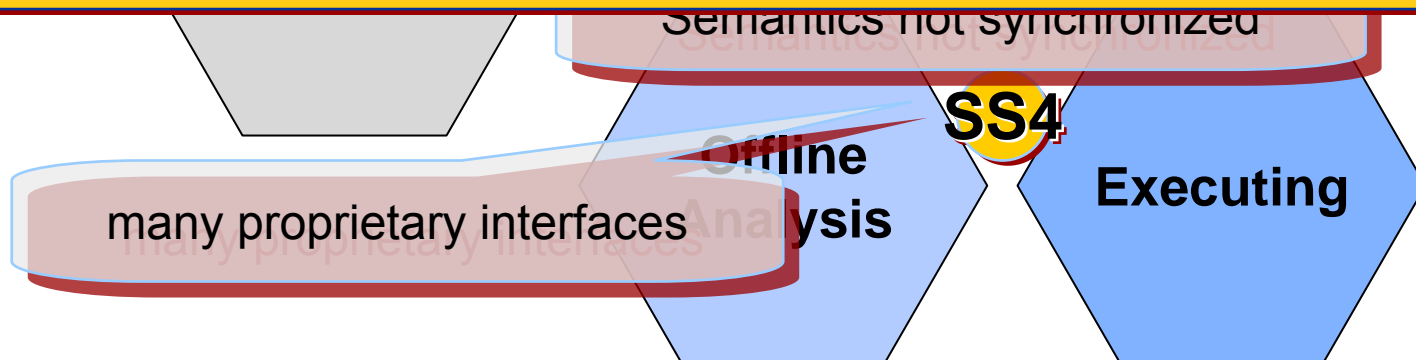 Semantics not synchronized
SS4
Offline
Analysis
Executing
many proprietary interfaces